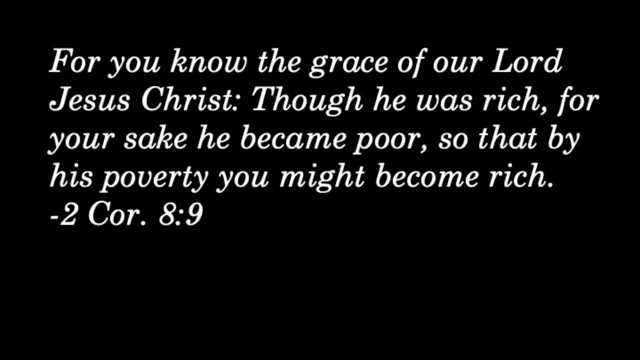 For you know the grace of our Lord
Jesus Christ: Though he was rich, for
your sake he became poor, so that by
his poverty you might become rich.
-2 Cor. 8:9